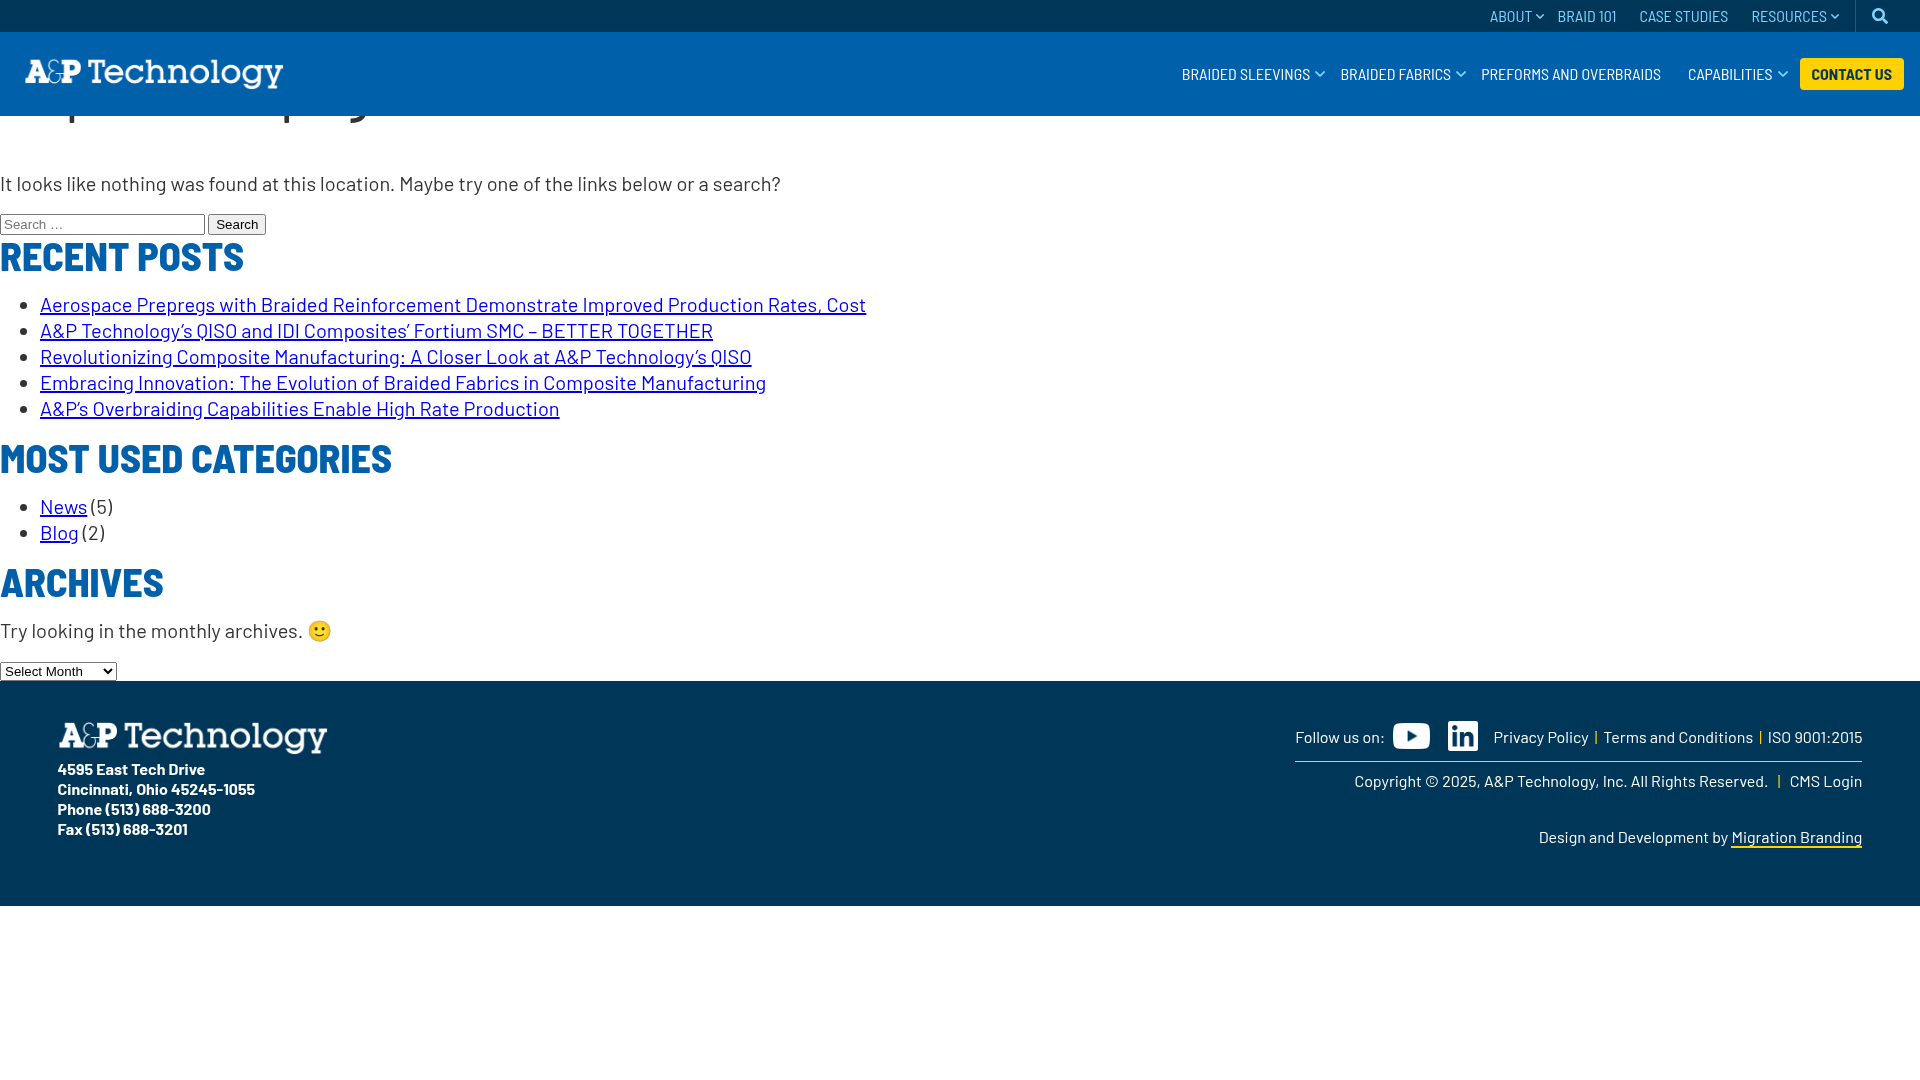 ABOUT BRAID 101 CASE STUDIES RESOURCES
A&P Technology
BRAIDED SLEEVINGS BRAIDED FABRICS PREFORMS AND OVERBRAIDS CAPABILITIES CONTACT US
It looks like nothing was found at this location. Maybe try one of the links below or a search?
Search … Search
RECENT POSTS
Aerospace Prepregs with Braided Reinforcement Demonstrate Improved Production Rates, Cost
A&P Technology’s QISO and IDI Composites’ Fortium SMC – BETTER TOGETHER
Revolutionizing Composite Manufacturing: A Closer Look at A&P Technology’s QISO
Embracing Innovation: The Evolution of Braided Fabrics in Composite Manufacturing
A&P’s Overbraiding Capabilities Enable High Rate Production
MOST USED CATEGORIES
News (5)
Blog (2)
ARCHIVES
Try looking in the monthly archives. 🙂
Select Month
A&P Technology
4595 East Tech Drive
Cincinnati, Ohio 45245-1055
Phone (513) 688-3200
Fax (513) 688-3201
Follow us on: Privacy Policy | Terms and Conditions | ISO 9001:2015
Copyright © 2025, A&P Technology, Inc. All Rights Reserved. | CMS Login
Design and Development by Migration Branding